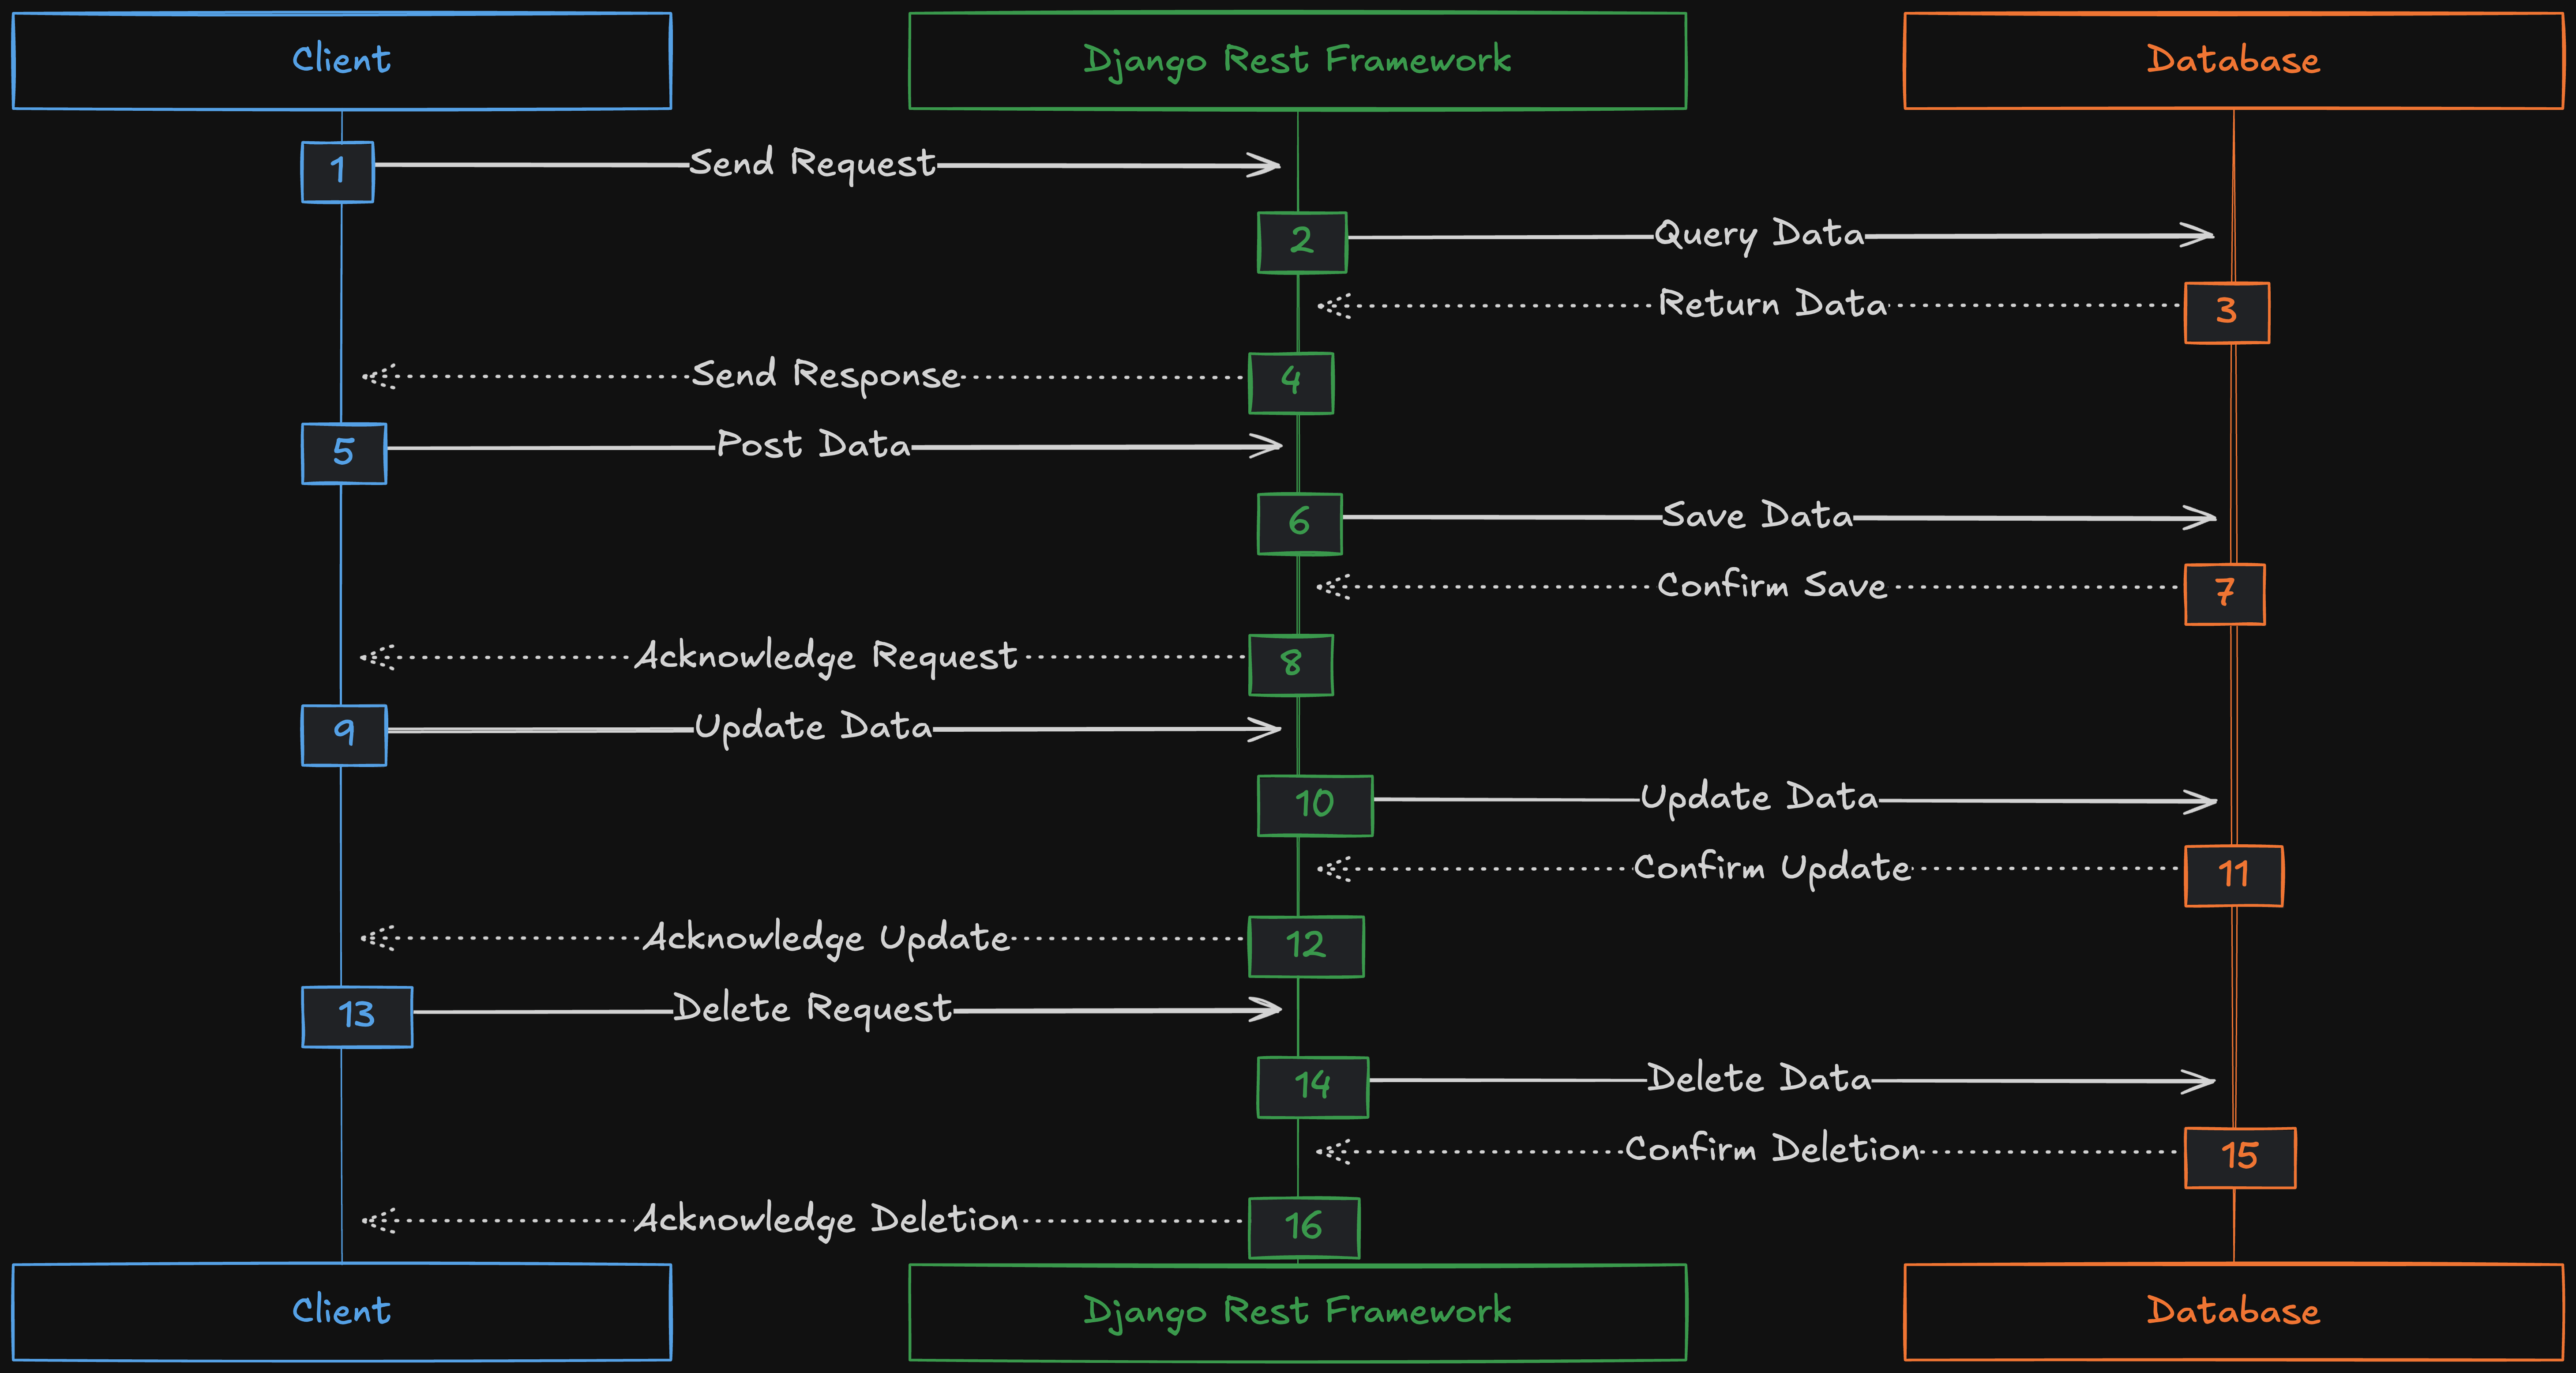 Client
Django Rest Framework
Database
1
Send Request
2
Query Data
Return Data
3
Send Response
4
5
Post Data
6
Save Data
Confirm Save
7
Acknowledge Request
8
9
Update Data
10
Update Data
Confirm Update
11
Acknowledge Update
12
13
Delete Request
14
Delete Data
Confirm Deletion
15
Acknowledge Deletion
16
Client
Django Rest Framework
Database